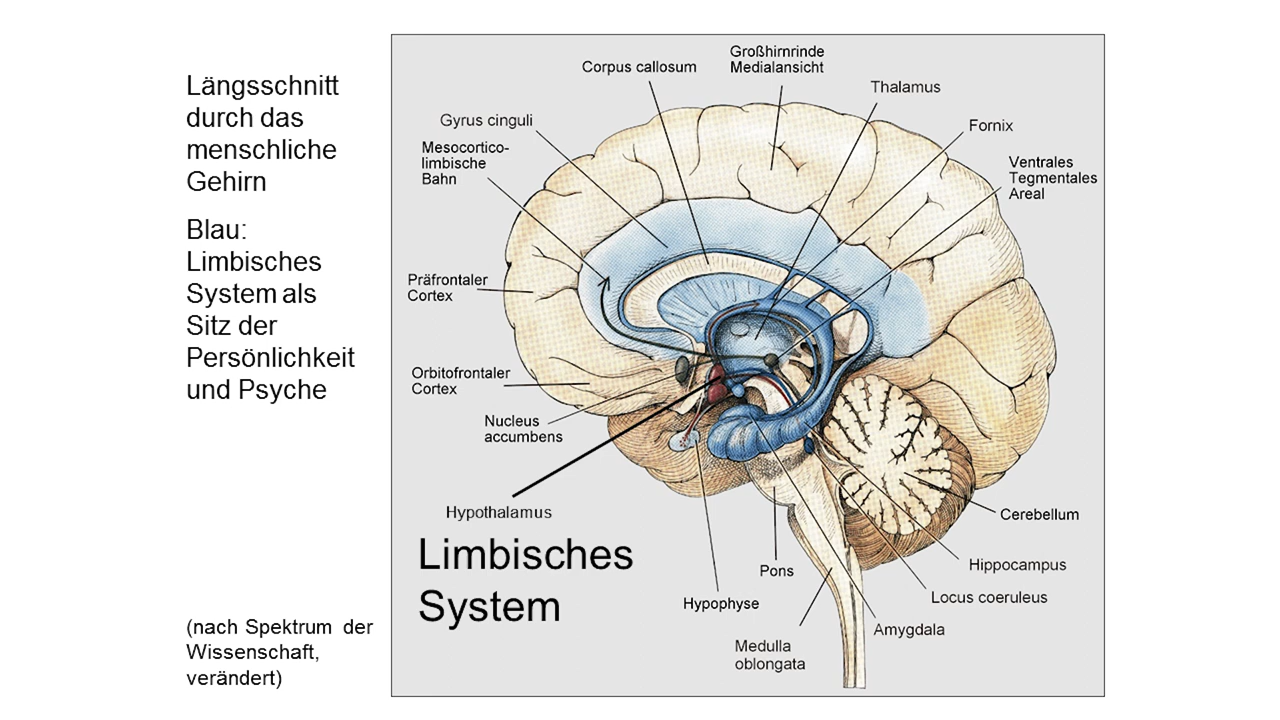 Längsschnitt
durch das
menschliche
Gehirn
Blau:
Limbisches
System als
Sitz der
Persönlichkeit
und Psyche
(nach Spektrum der
Wissenschaft,
verändert)
Großhirnrinde
Medialansicht
Corpus callosum
Thalamus
Gyrus cinguli
Fornix
Mesocortico-
limbische
Bahn
Ventrales
Tegmentales
Areal
Präfrontaler
Cortex
Orbitofrontaler
Cortex
Nucleus
accumbens
Hypothalamus
Limbisches
System
Cerebellum
Hippocampus
Pons
Locus coeruleus
Hypophyse
Amygdala
Medulla
oblongata